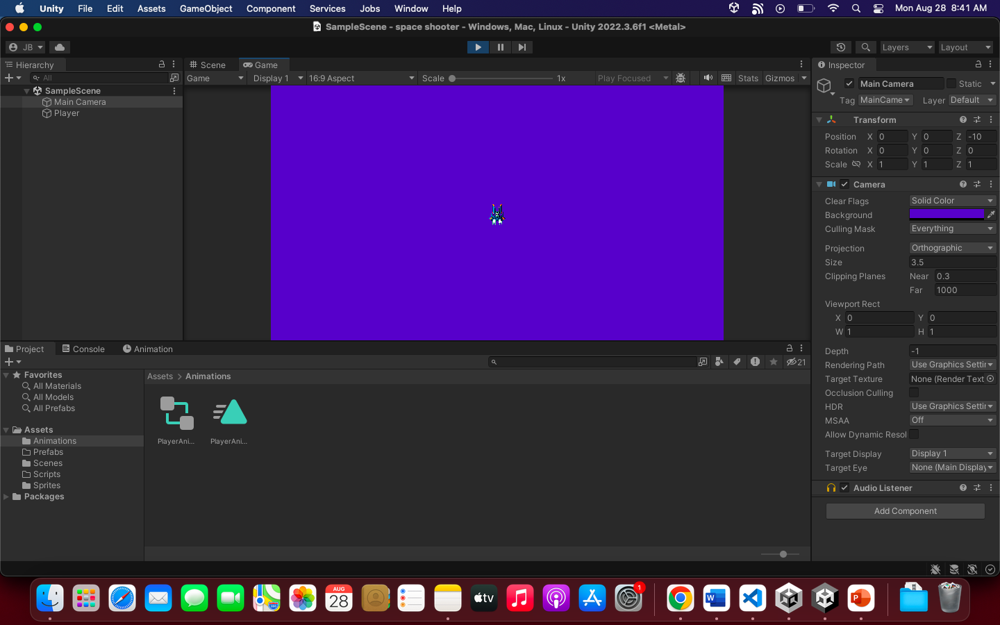 Unity File Edit Assets GameObject Component Services Jobs Window Help Mon Aug 28 8:41 AM
SampleScene - space shooter - Windows, Mac, Linux - Unity 2022.3.6f1 <Metal>
JB Layers Layout
Hierarchy
All
SampleScene
Main Camera
Player
Scene Game
Game Display 1 16:9 Aspect Scale 1x Play Focused Stats Gizmos
Inspector
Main Camera Static
Tag MainCame Layer Default
Transform
Position X 0 Y 0 Z -10
Rotation X 0 Y 0 Z 0
Scale X 1 Y 1 Z 1
Camera
Clear Flags Solid Color
Background
Culling Mask Everything
Projection Orthographic
Size 3.5
Clipping Planes Near 0.3
Far 1000
Viewport Rect
X 0 Y 0
W 1 H 1
Depth -1
Rendering Path Use Graphics Settin
Target Texture None (Render Text
Occlusion Culling
HDR Use Graphics Settin
MSAA Off
Allow Dynamic Resol
Target Display Display 1
Target Eye None (Main Display
Audio Listener
Add Component
Project Console Animation
21
Favorites
All Materials
All Models
All Prefabs
Assets
Animations
Prefabs
Scenes
Scripts
Sprites
Packages
Assets > Animations
PlayerAni... PlayerAni...
AUG
28
tv
1
W
P